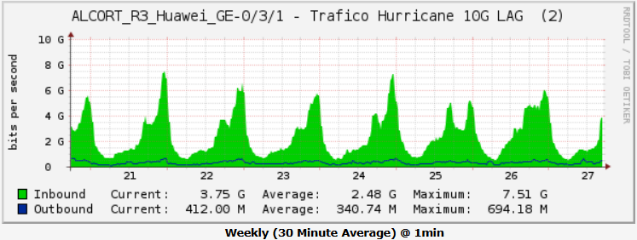 ALCORT_R3_Huawei_GE-0/3/1 - Trafico Hurricane 10G LAG (2)
RRDTOOL / TOBI OETIKER
bits per second
10 G
8 G
6 G
4 G
2 G
0
21 22 23 24 25 26 27
Inbound Current: 3.75 G Average: 2.48 G Maximum: 7.51 G
Outbound Current: 412.00 M Average: 340.74 M Maximum: 694.18 M
Weekly (30 Minute Average) @ 1min